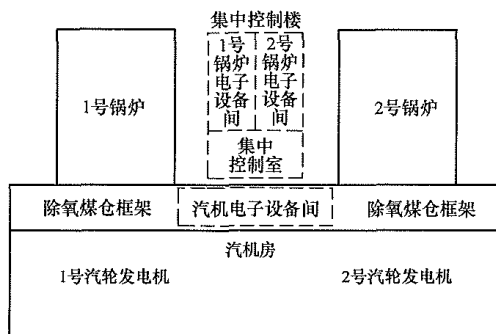 集中控制楼
1号锅炉电子设备间
2号锅炉电子设备间
1号锅炉
2号锅炉
集中
控制室
除氧煤仓框架
汽机电子设备间
除氧煤仓框架
汽机房
1号汽轮发电机
2号汽轮发电机